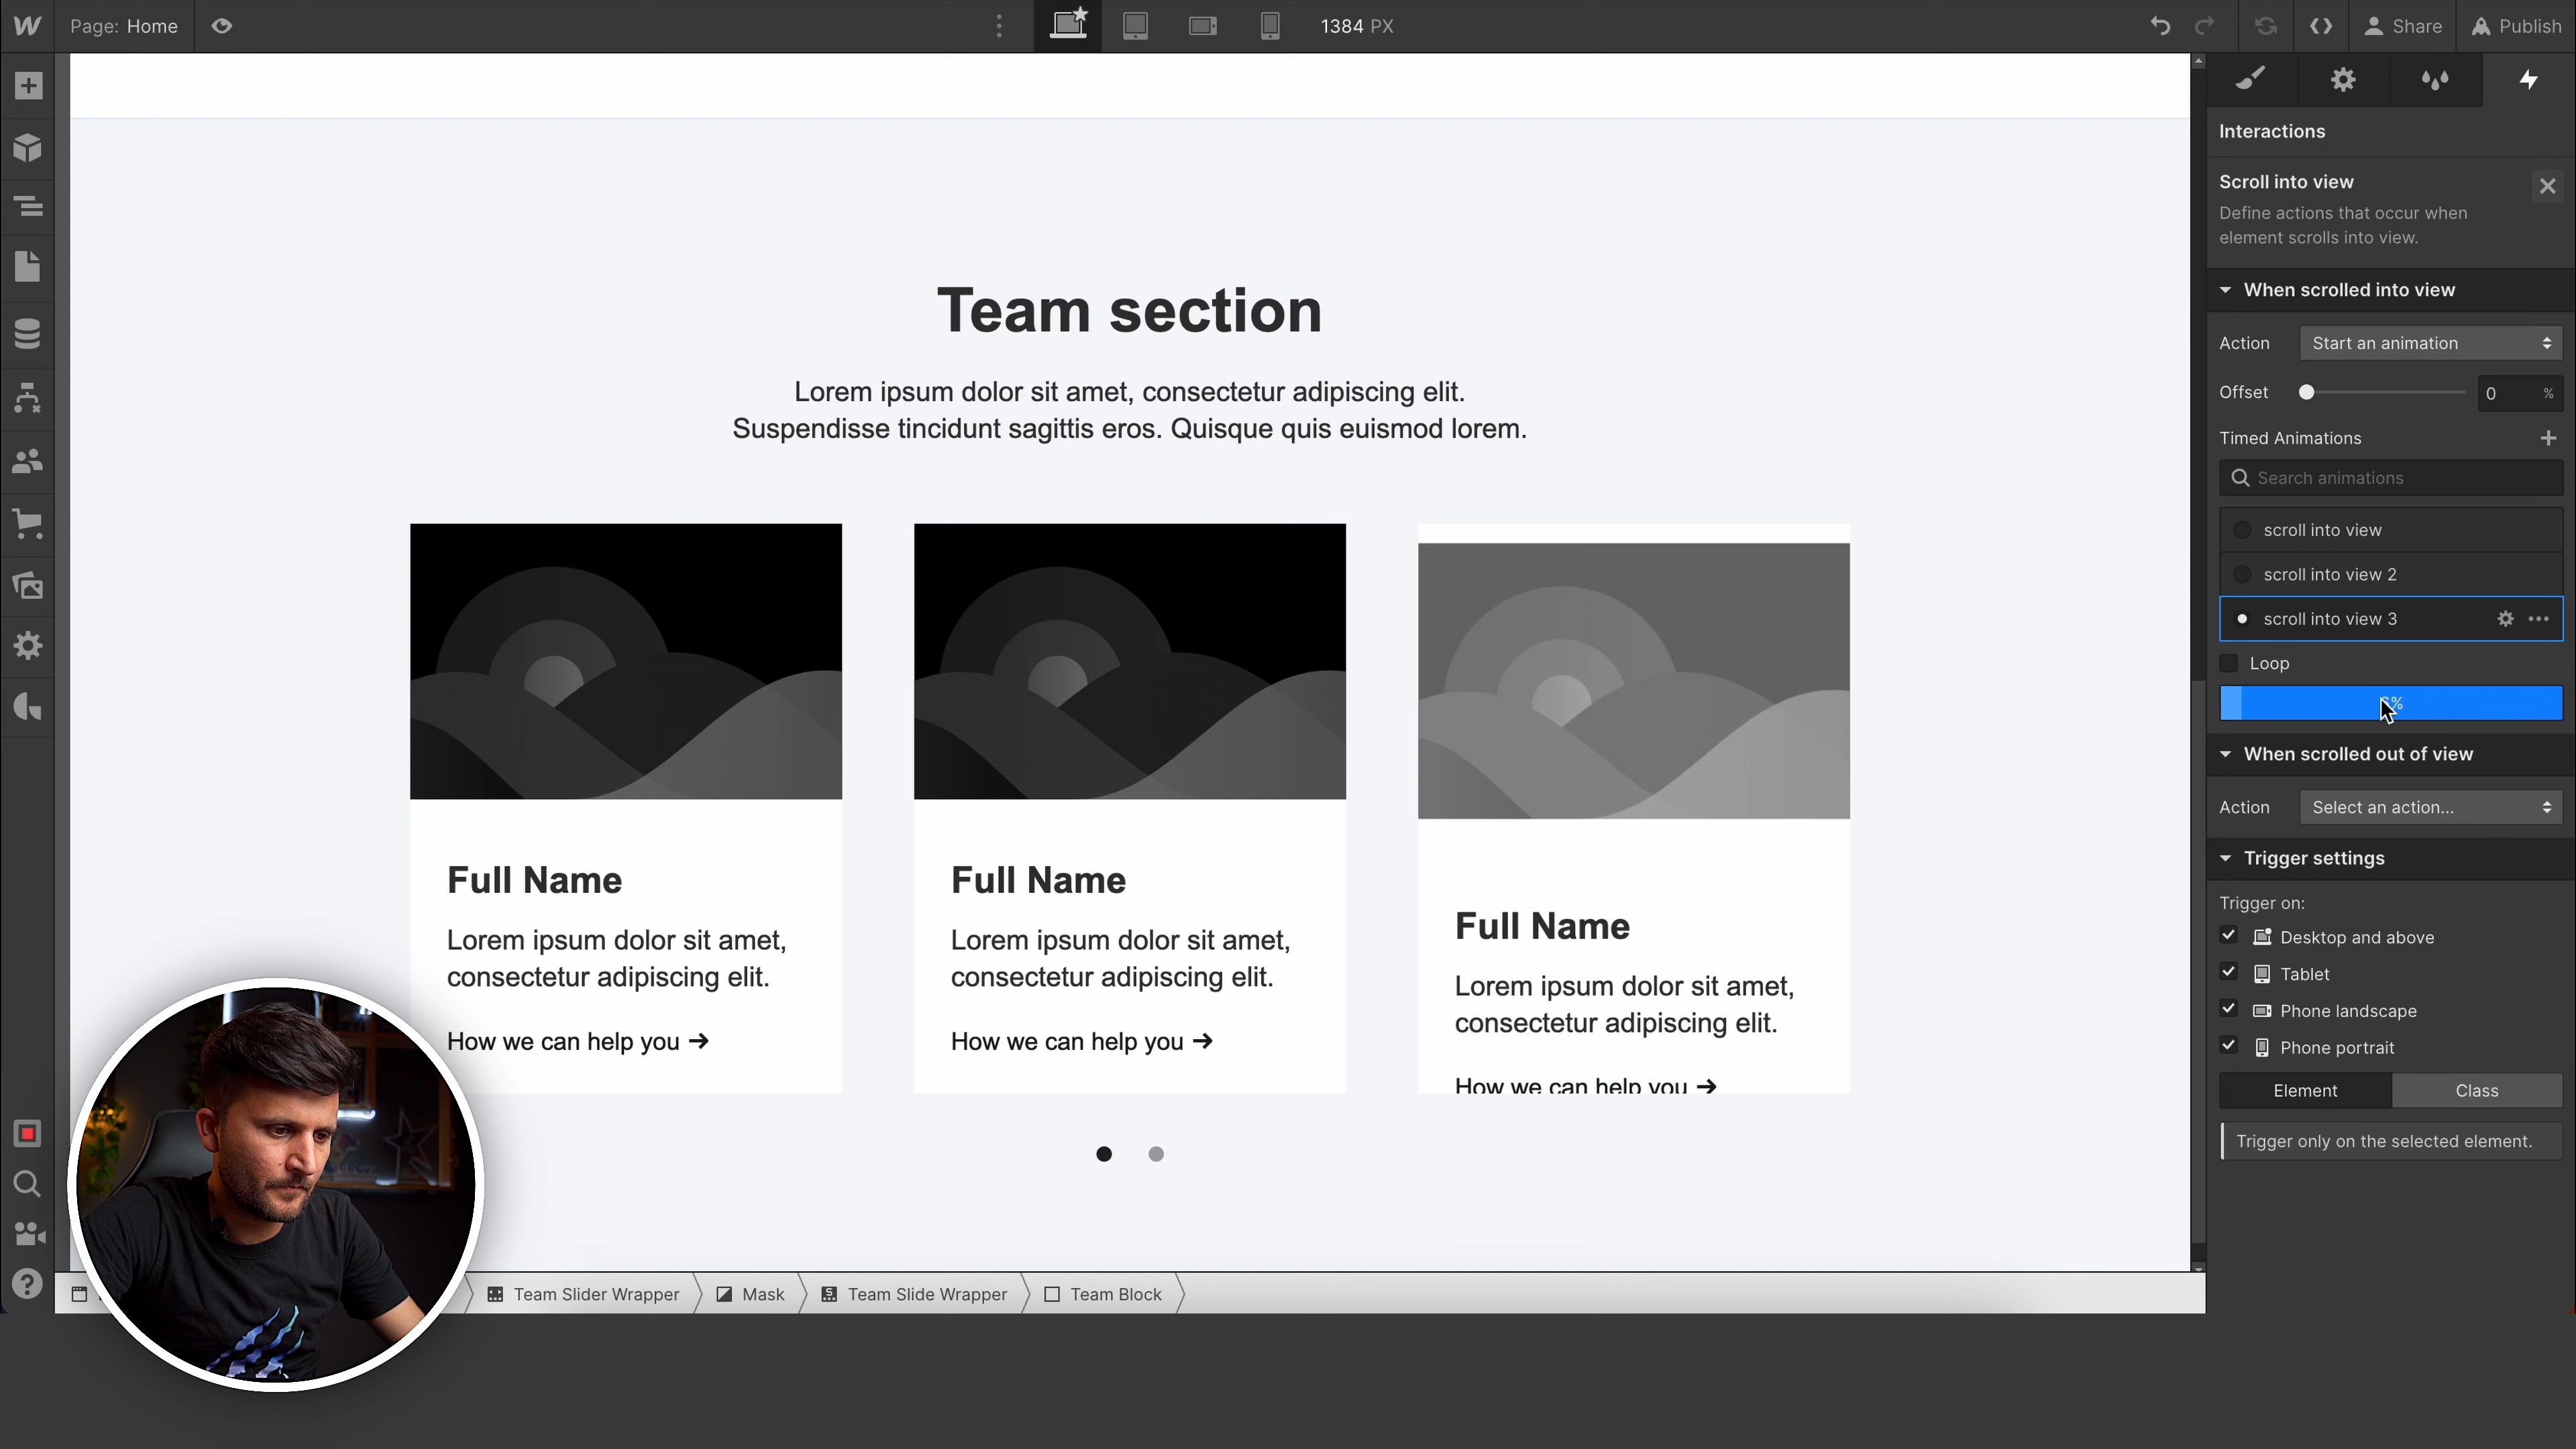 Page: Home
1384 PX
Share
Publish
Interactions
Scroll into view
Define actions that occur when
element scrolls into view.
When scrolled into view
Action
Start an animation
Offset
0
%
Timed Animations
Search animations
scroll into view
scroll into view 2
scroll into view 3
Loop
When scrolled out of view
Action
Select an action...
Trigger settings
Trigger on:
Desktop and above
Tablet
Phone landscape
Phone portrait
Element
Class
Trigger only on the selected element.
Team section
Lorem ipsum dolor sit amet, consectetur adipiscing elit.
Suspendisse tincidunt sagittis eros. Quisque quis euismod lorem.
Full Name
Lorem ipsum dolor sit amet,
consectetur adipiscing elit.
How we can help you →
Full Name
Lorem ipsum dolor sit amet,
consectetur adipiscing elit.
How we can help you →
Full Name
Lorem ipsum dolor sit amet,
consectetur adipiscing elit.
How we can help you →
Team Slider Wrapper
Mask
Team Slide Wrapper
Team Block